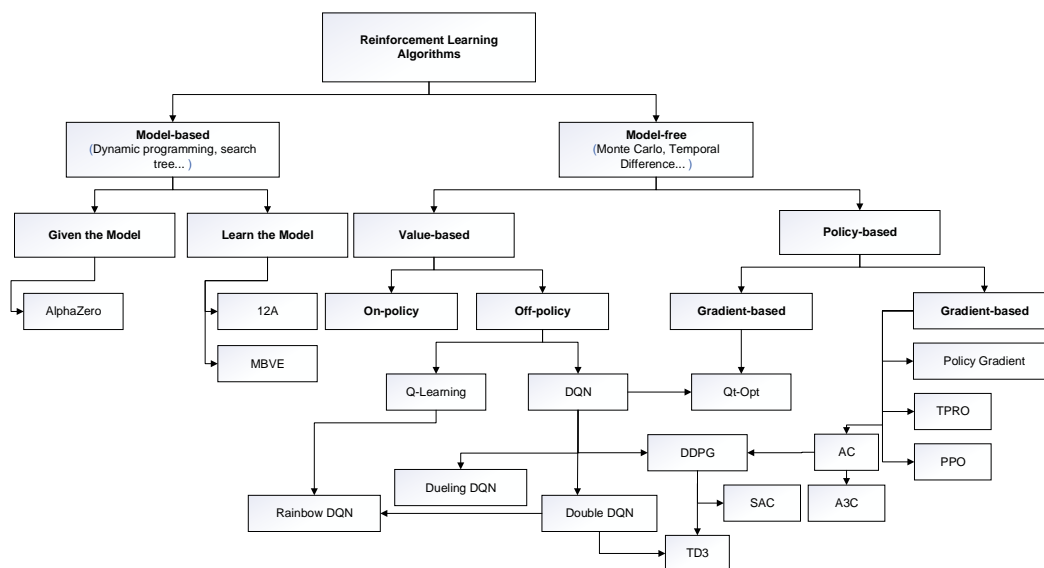 Reinforcement Learning
Algorithms
Model-based
(Dynamic programming, search
tree... )
Model-free
(Monte Carlo, Temporal
Difference... )
Given the Model
Learn the Model
Value-based
Policy-based
AlphaZero
12A
On-policy
Off-policy
Gradient-based
Gradient-based
MBVE
Policy Gradient
Q-Learning
DQN
Qt-Opt
TPRO
DDPG
AC
PPO
Dueling DQN
SAC
A3C
Rainbow DQN
Double DQN
TD3